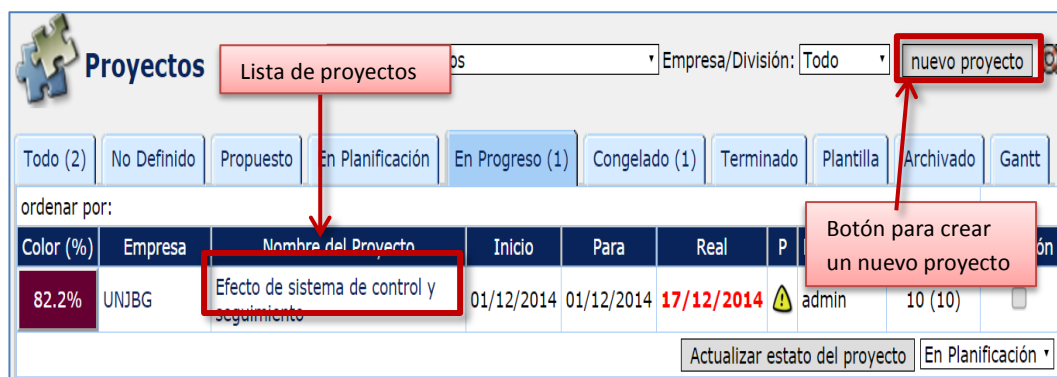 Proyectos
Lista de proyectos
os
Empresa/División: Todo
nuevo proyecto
Todo (2) No Definido Propuesto En Planificación En Progreso (1) Congelado (1) Terminado Plantilla Archivado Gantt
ordenar por:
Botón para crear
un nuevo proyecto
Color (%) Empresa Nombre del Proyecto Inicio Para Real P ón
82.2% UNJBG Efecto de sistema de control y
seguimiento
01/12/2014 01/12/2014 17/12/2014 admin 10 (10)
Actualizar estato del proyecto En Planificación